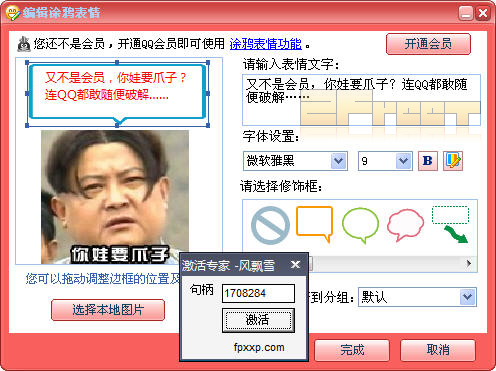 编辑涂鸦表情
您还不是会员，开通QQ会员即可使用 涂鸦表情功能 。
开通会员
又不是会员，你娃要爪子？
连QQ都敢随便破解……
你娃要爪子
您可以拖动调整边框的位置及
选择本地图片
请输入表情文字：
又不是会员，你娃要爪子？连QQ都敢随
便破解……
字体设置：
微软雅黑
9
B
请选择修饰框：
到分组：
默认
激活专家 -风飘雪
句柄
1708284
激活
fpxxp.com
完成
取消